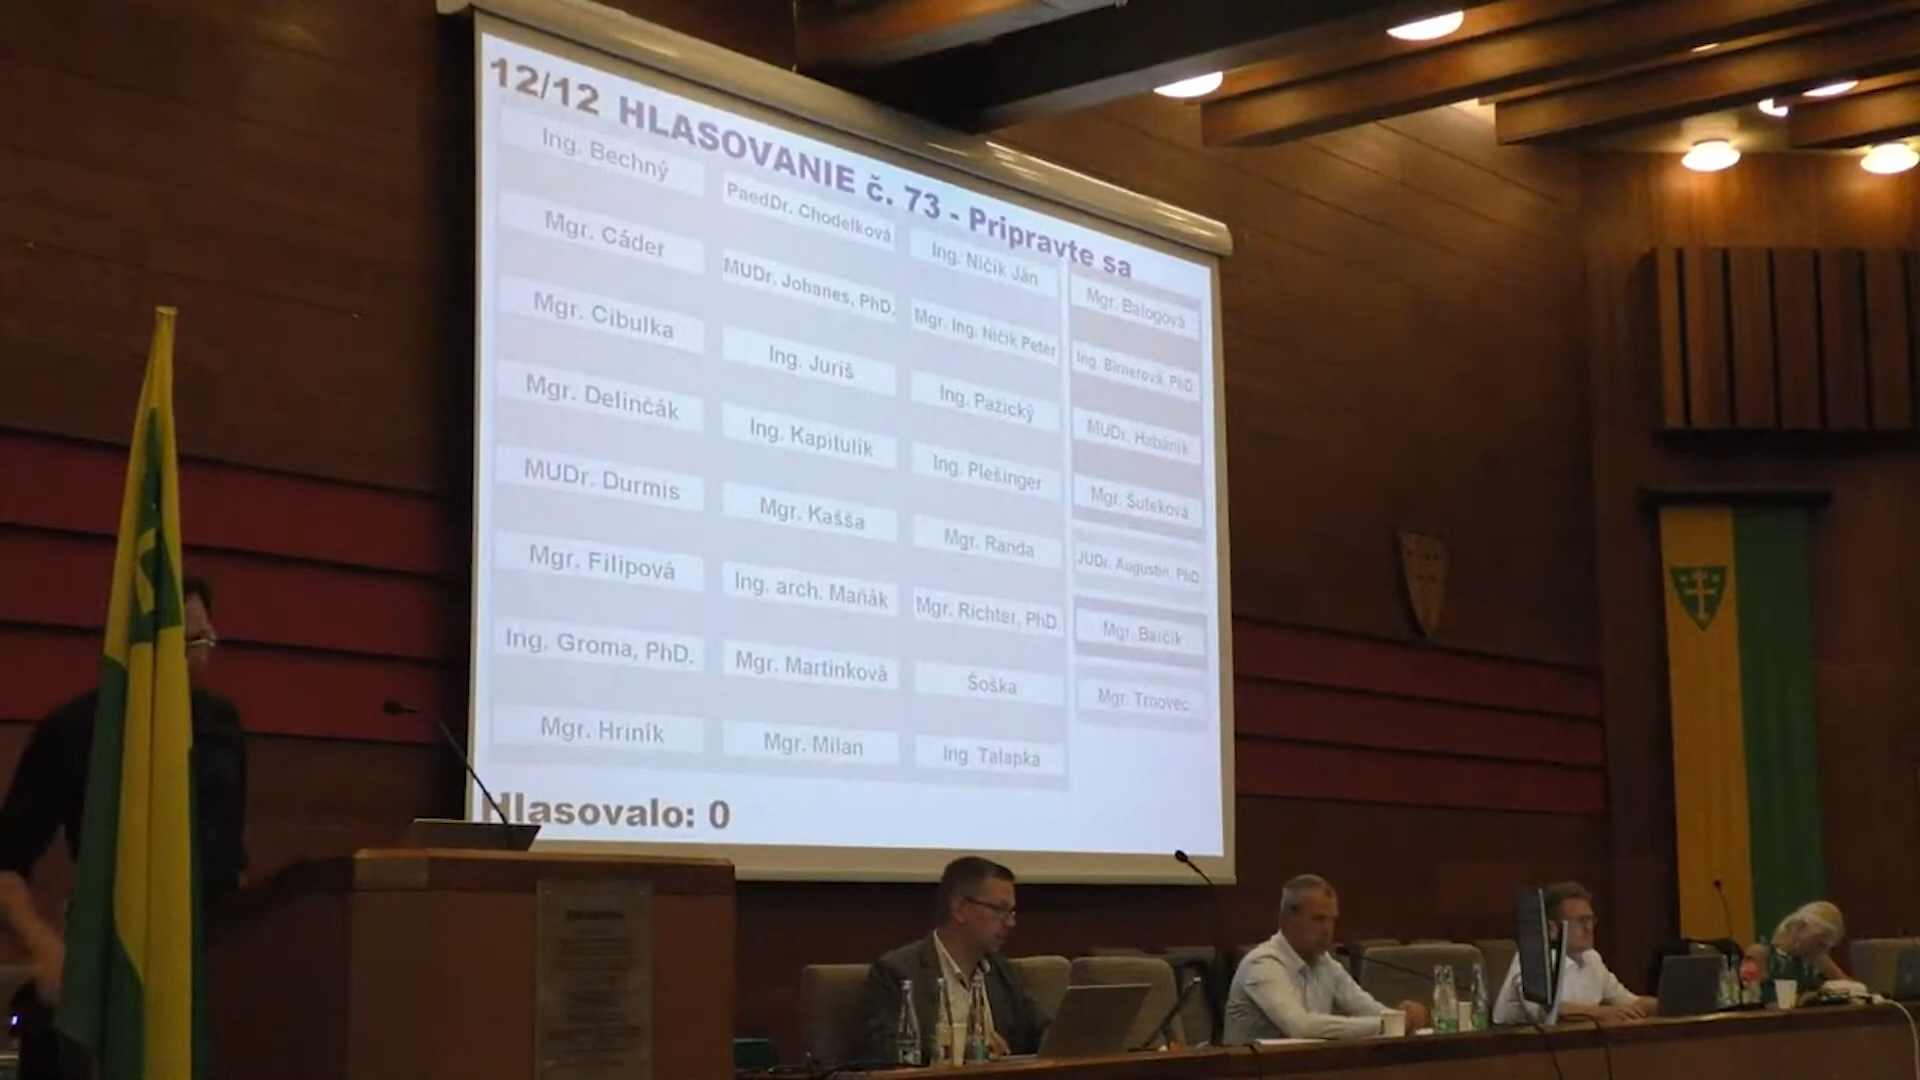 12/12 HLASOVANIE č. 73 - Pripravte sa
Ing. Bechný
Mgr. Cáder
Mgr. Cibulka
Mgr. Delinčák
MUDr. Durmis
Mgr. Filipová
Ing. Groma, PhD.
Mgr. Hriník
PaedDr. Chodelková
MUDr. Johanes, PhD.
Ing. Juriš
Ing. Kapitulík
Mgr. Kašša
Ing. arch. Maňák
Mgr. Martinková
Mgr. Milan
Ing. Ničík Ján
Mgr. Ing. Ničík Peter
Ing. Pažický
Ing. Plešinger
Mgr. Randa
Mgr. Richter, PhD.
Šoška
Ing. Talapka
Mgr. Balogová
Ing. Birnerová, PhD.
MUDr. Habánik
Mgr. Šuteková
JUDr. Augustín, PhD.
Mgr. Barčík
Mgr. Trnovec
Hlasovalo: 0